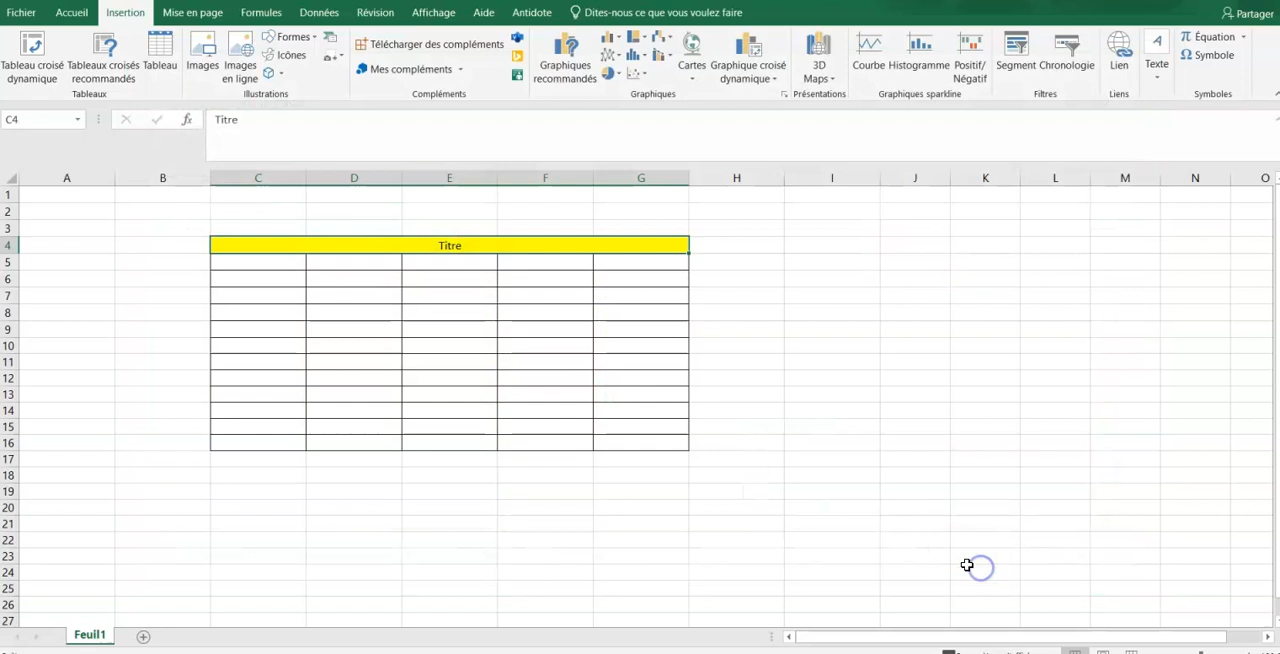 Fichier Accueil Insertion Mise en page Formules Données Révision Affichage Aide Antidote Dites-nous ce que vous voulez faire Partager
Tableau croisé dynamique
Tableaux croisés recommandés
Tableau
Tableaux
Images
Images en ligne
Formes
Icônes
Illustrations
Télécharger des compléments
Mes compléments
Compléments
Graphiques recommandés
Cartes
Graphique croisé dynamique
Graphiques
3D Maps
Présentations
Courbe
Histogramme
Positif/ Négatif
Graphiques sparkline
Segment
Chronologie
Filtres
Lien
Liens
Texte
Équation
Symbole
Symboles
C4 fx Titre
A B C D E F G H I J K L M N O
1
2
3
4 Titre
5
6
7
8
9
10
11
12
13
14
15
16
17
18
19
20
21
22
23
24
25
26
27
Feuil1